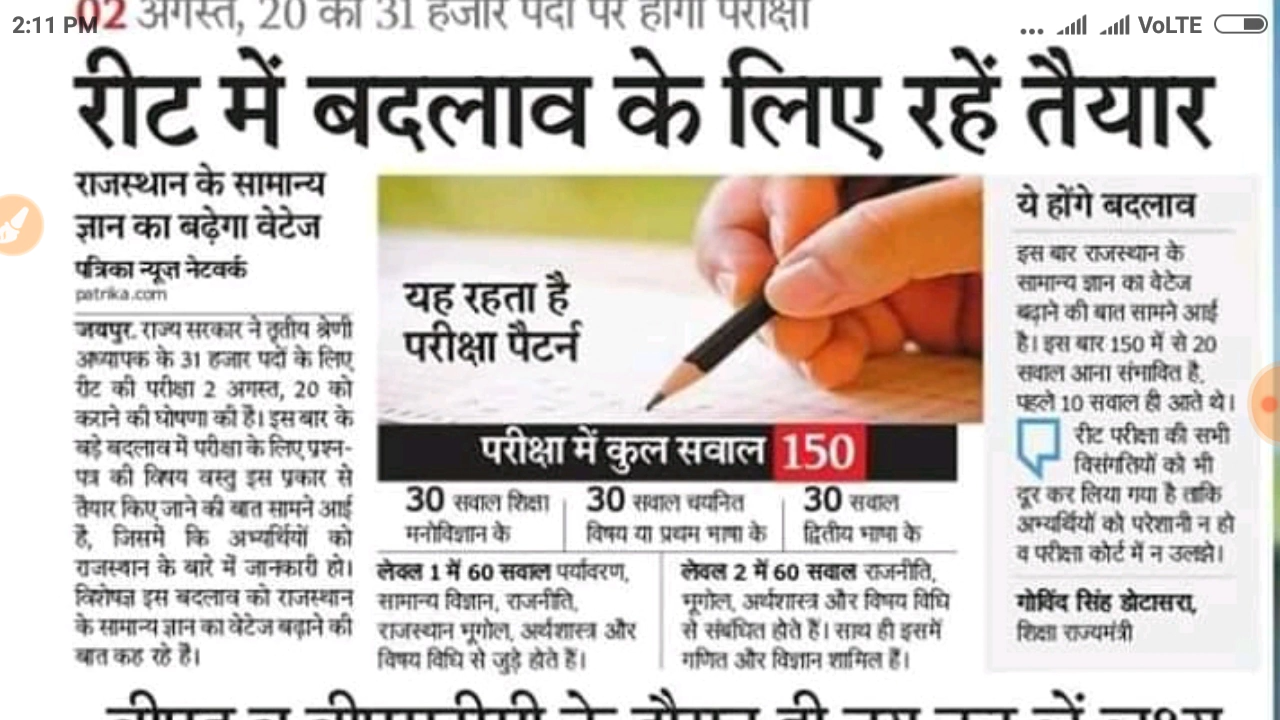 02 अगस्त, 20 को 31 हजार पदों पर होगी परीक्षा
2:11 PM
... VoLTE
रीट में बदलाव के लिए रहें तैयार
राजस्थान के सामान्य
ज्ञान का बढ़ेगा वेटेज
पत्रिका न्यूज़ नेटवर्क
patrika.com
जयपुर. राज्य सरकार ने तृतीय श्रेणी
अध्यापक के 31 हजार पदों के लिए
रीट की परीक्षा 2 अगस्त, 20 को
कराने की घोषणा की है। इस बार के
बड़े बदलाव में परीक्षा के लिए प्रश्न-
पत्र की विषय वस्तु इस प्रकार से
तैयार किए जाने की बात सामने आई
है, जिसमें कि अभ्यर्थियों को
राजस्थान के बारे में जानकारी हो।
विशेषज्ञ इस बदलाव को राजस्थान
के सामान्य ज्ञान का वेटेज बढ़ाने की
बात कह रहे है।
यह रहता है
परीक्षा पैटर्न
परीक्षा में कुल सवाल 150
30 सवाल शिक्षा
मनोविज्ञान के
30 सवाल चयनित
विषय या प्रथम भाषा के
30 सवाल
द्वितीय भाषा के
लेवल 1 में 60 सवाल पर्यावरण,
सामान्य विज्ञान, राजनीति,
राजस्थान भूगोल, अर्थशास्त्र और
विषय विधि से जुड़े होते हैं।
लेवल 2 में 60 सवाल राजनीति,
भूगोल, अर्थशास्त्र और विषय विधि
से संबंधित होते हैं। साथ ही इसमें
गणित और विज्ञान शामिल हैं।
ये होंगे बदलाव
इस बार राजस्थान के
सामान्य ज्ञान का वेटेज
बढ़ाने की बात सामने आई
है। इस बार 150 में से 20
सवाल आना संभावित है,
पहले 10 सवाल ही आते थे।
रीट परीक्षा की सभी
विसंगतियों को भी
दूर कर लिया गया है ताकि
अभ्यर्थियों को परेशानी न हो
व परीक्षा कोर्ट में न उलझे।
गोविंद सिंह डोटासरा,
शिक्षा राज्यमंत्री